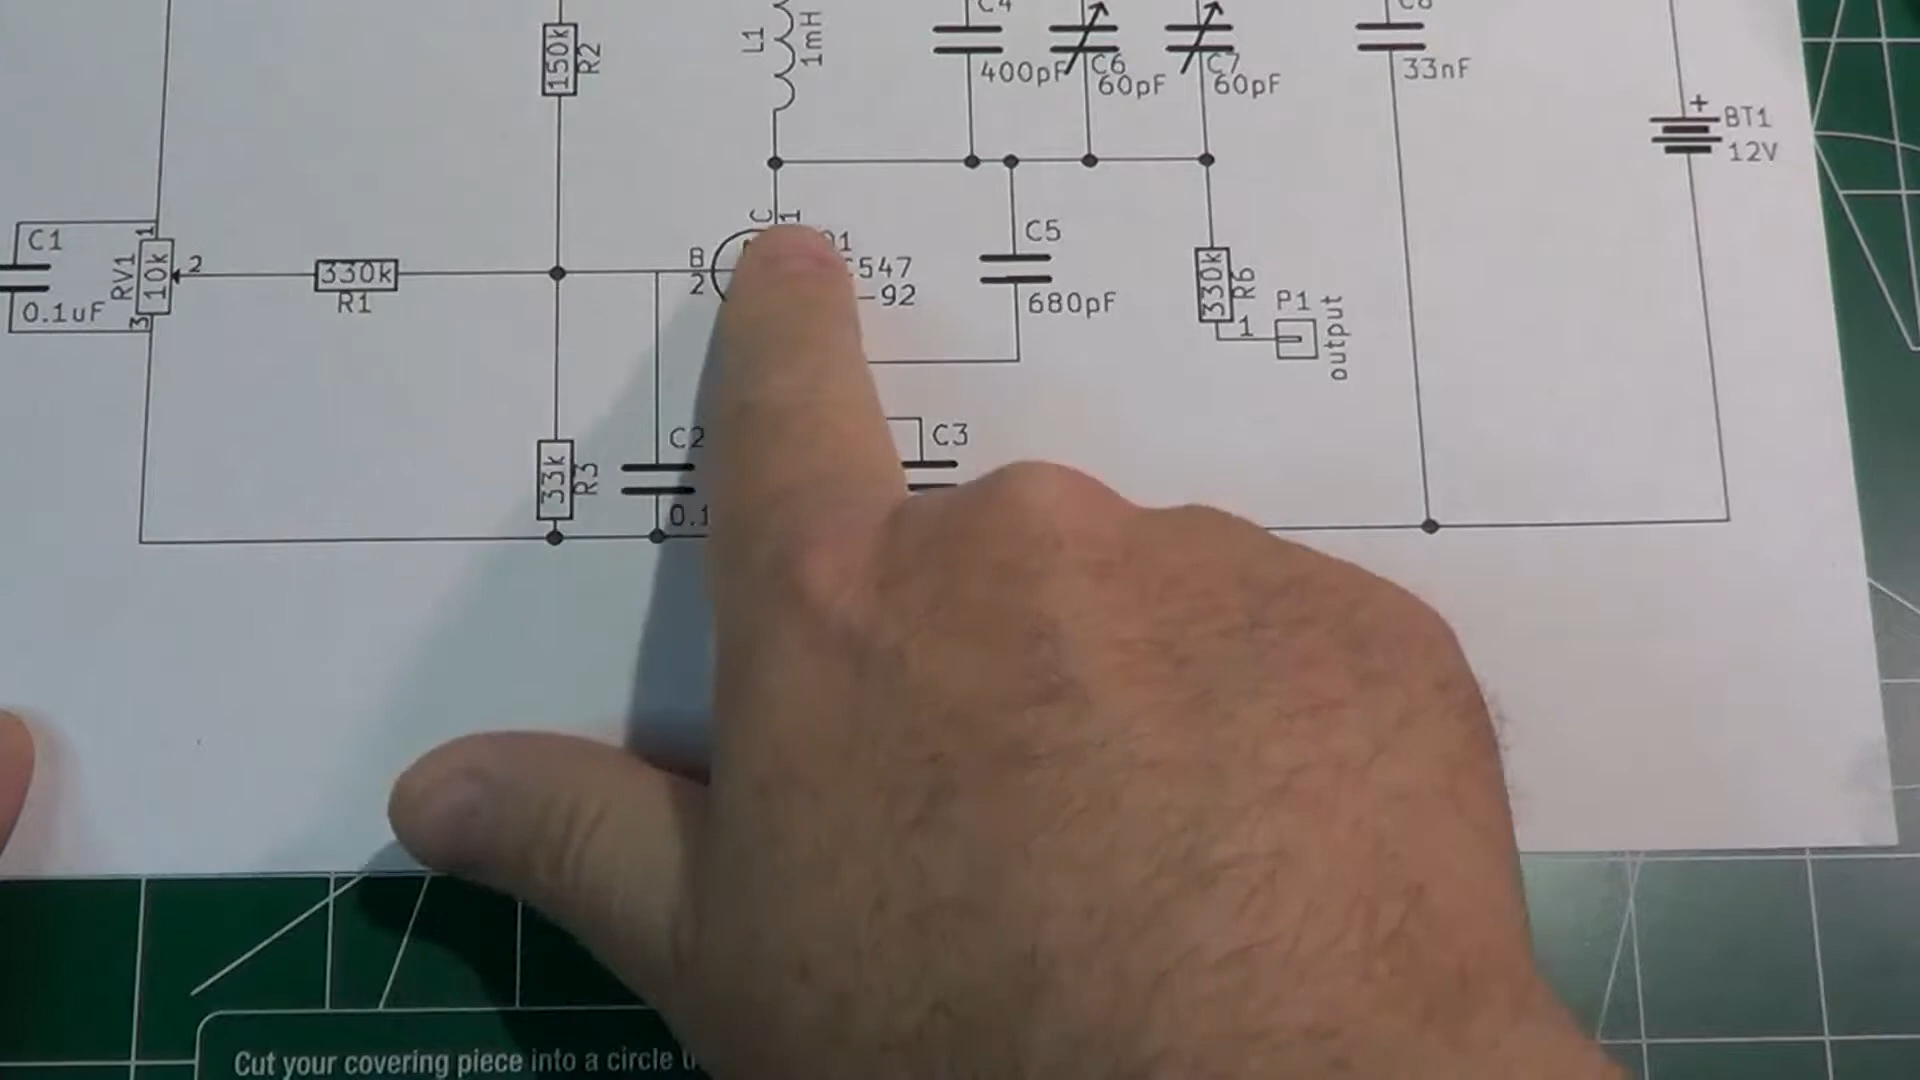 C4
C8
150k
R2
L1
1mH
400pF
C6
60pF
C7
60pF
33nF
+
BT1
12V
C
1
C1
RV1
10k
1
2
3
0.1uF
330k
R1
B
2
547
-92
C5
680pF
330k
R6
1
P1
output
33k
R3
C2
0.1
C3
Cut your covering piece into a circle